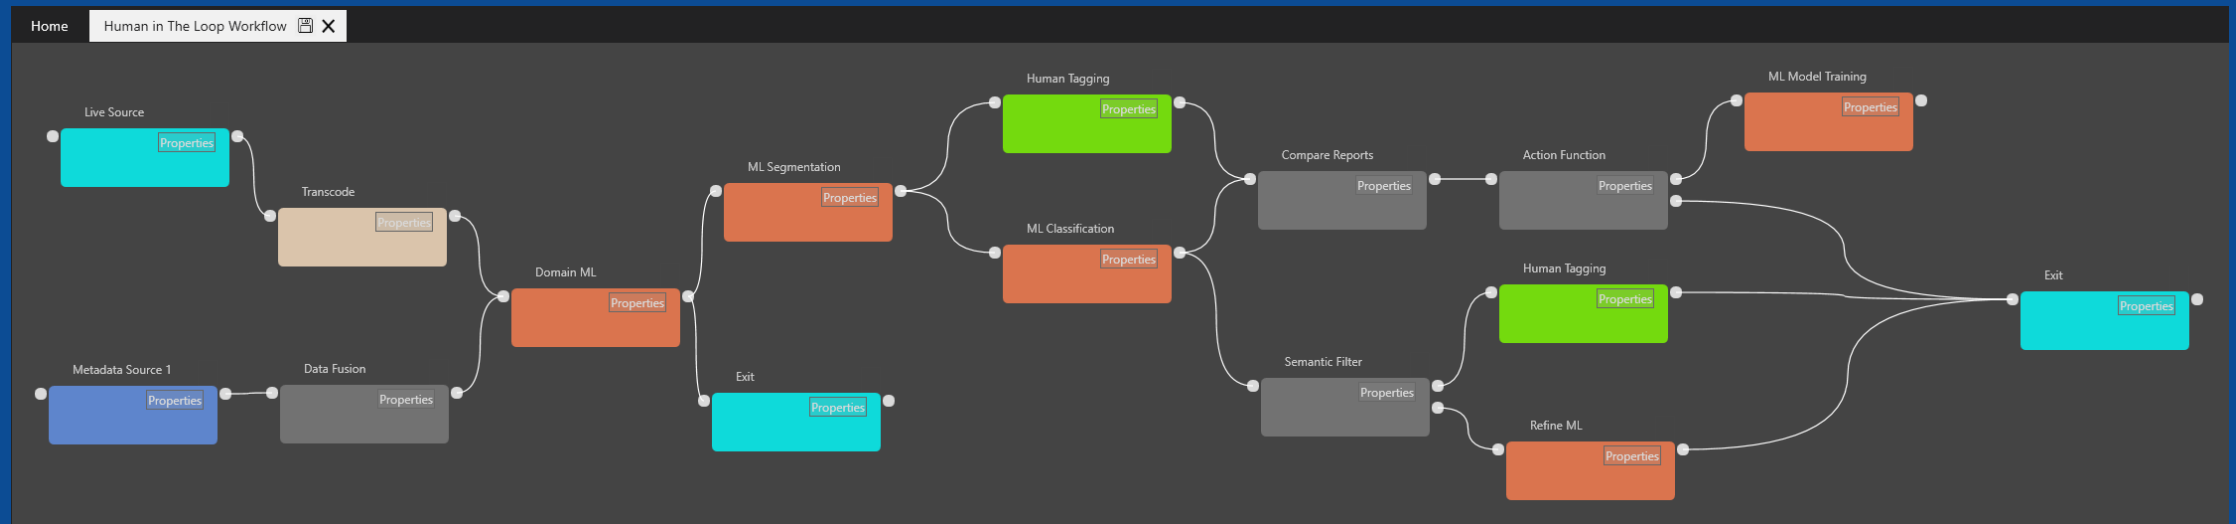 Home
Human in The Loop Workflow
Live Source
Properties
Transcode
Properties
Metadata Source 1
Properties
Data Fusion
Properties
Domain ML
Properties
ML Segmentation
Properties
Exit
Properties
Human Tagging
Properties
ML Classification
Properties
Compare Reports
Properties
Action Function
Properties
ML Model Training
Properties
Semantic Filter
Properties
Human Tagging
Properties
Refine ML
Properties
Exit
Properties